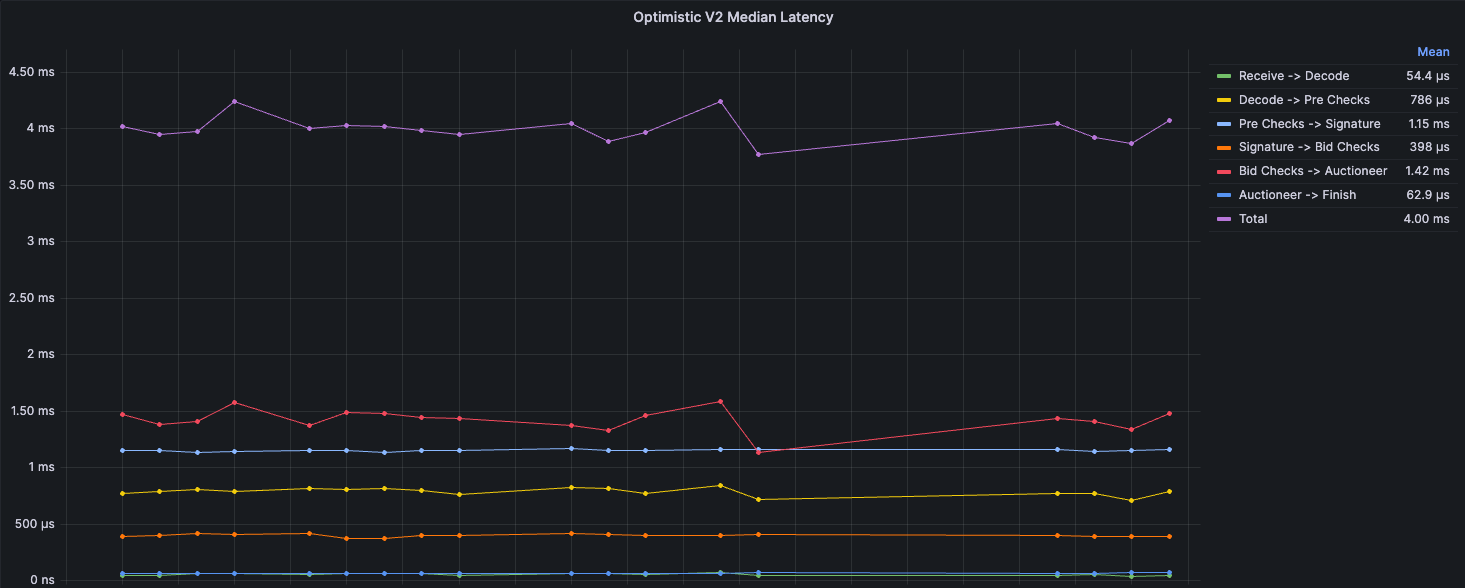 Optimistic V2 Median Latency
Mean
4.50 ms
4 ms
3.50 ms
3 ms
2.50 ms
2 ms
1.50 ms
1 ms
500 µs
0 ns
Receive -> Decode 54.4 µs
Decode -> Pre Checks 786 µs
Pre Checks -> Signature 1.15 ms
Signature -> Bid Checks 398 µs
Bid Checks -> Auctioneer 1.42 ms
Auctioneer -> Finish 62.9 µs
Total 4.00 ms